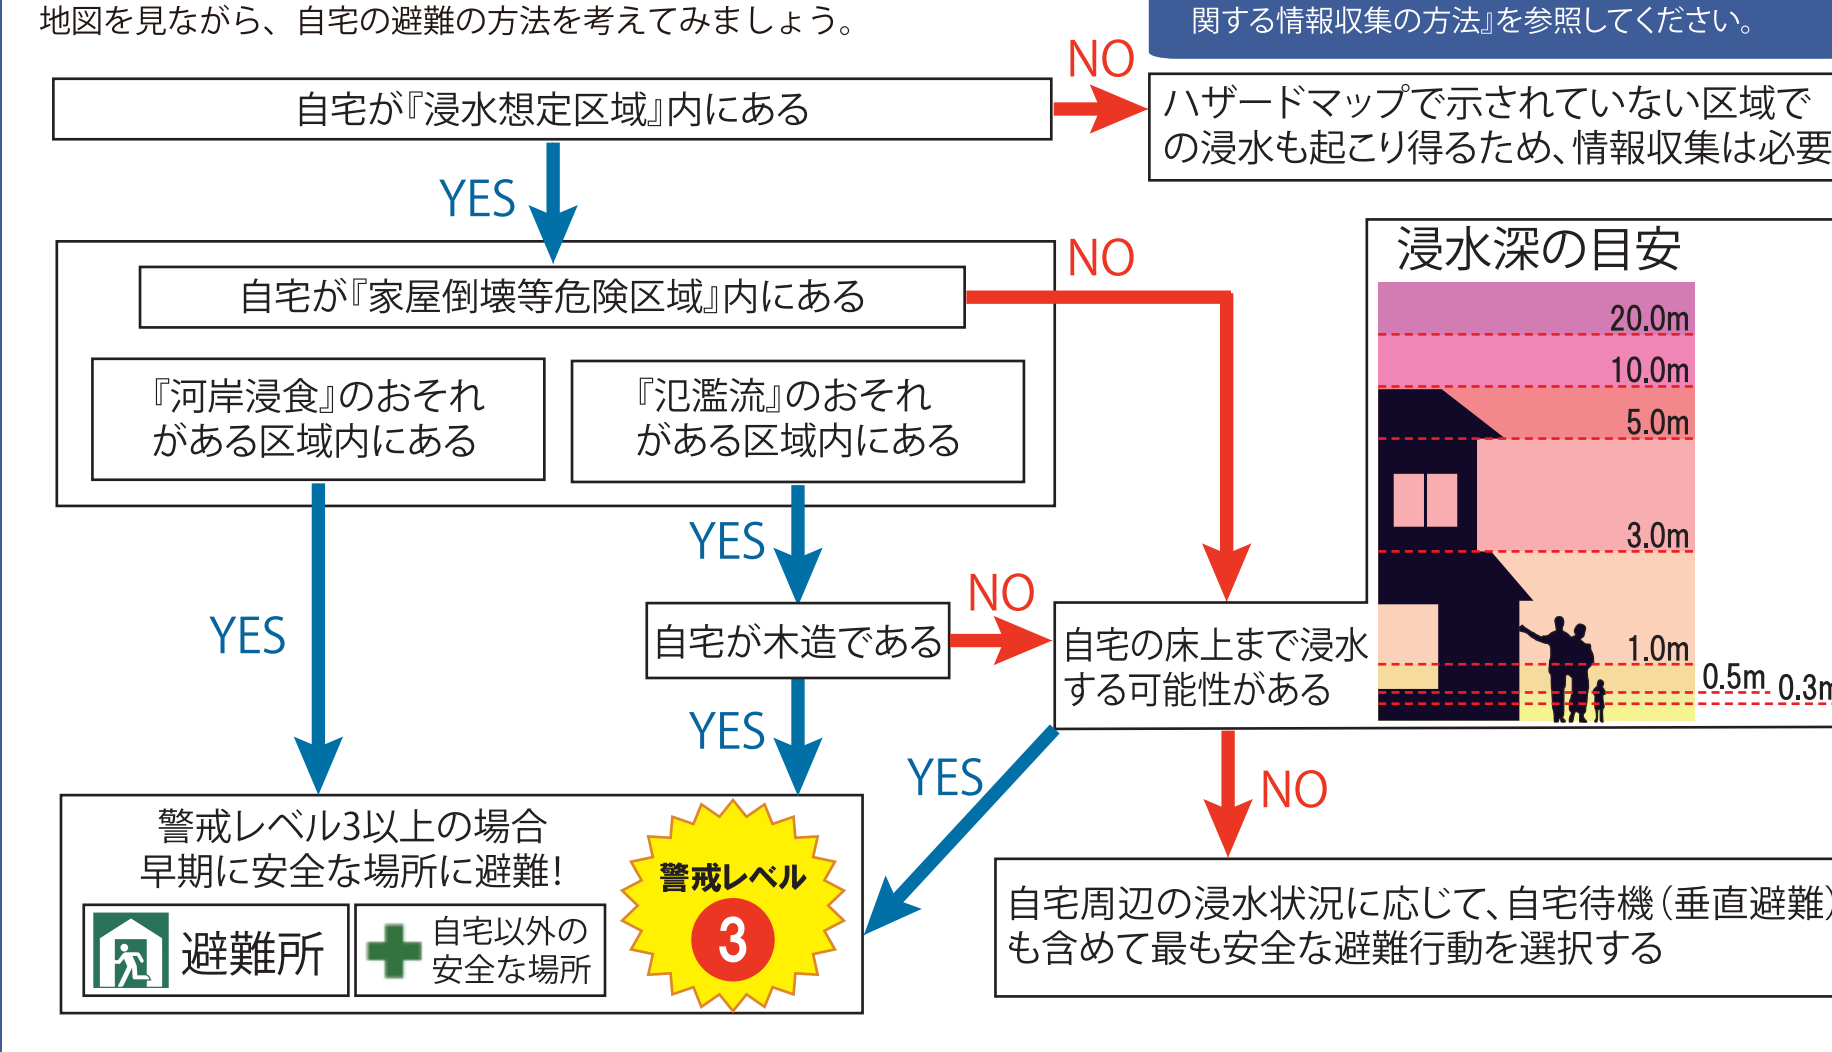 地図を見ながら、自宅の避難の方法を考えてみましょう。
関する情報収集の方法』を参照してください。
自宅が『浸水想定区域』内にある
NO
ハザードマップで示されていない区域で
の浸水も起こり得るため、情報収集は必要
YES
自宅が『家屋倒壊等危険区域』内にある
NO
『河岸浸食』のおそれ
がある区域内にある
『氾濫流』のおそれ
がある区域内にある
浸水深の目安
20.0m
10.0m
5.0m
3.0m
1.0m
0.5m
0.3m
YES
YES
自宅が木造である
NO
自宅の床上まで浸水
する可能性がある
YES
YES
NO
警戒レベル3以上の場合
早期に安全な場所に避難!
避難所
自宅以外の
安全な場所
警戒レベル
3
自宅周辺の浸水状況に応じて、自宅待機(垂直避難)
も含めて最も安全な避難行動を選択する